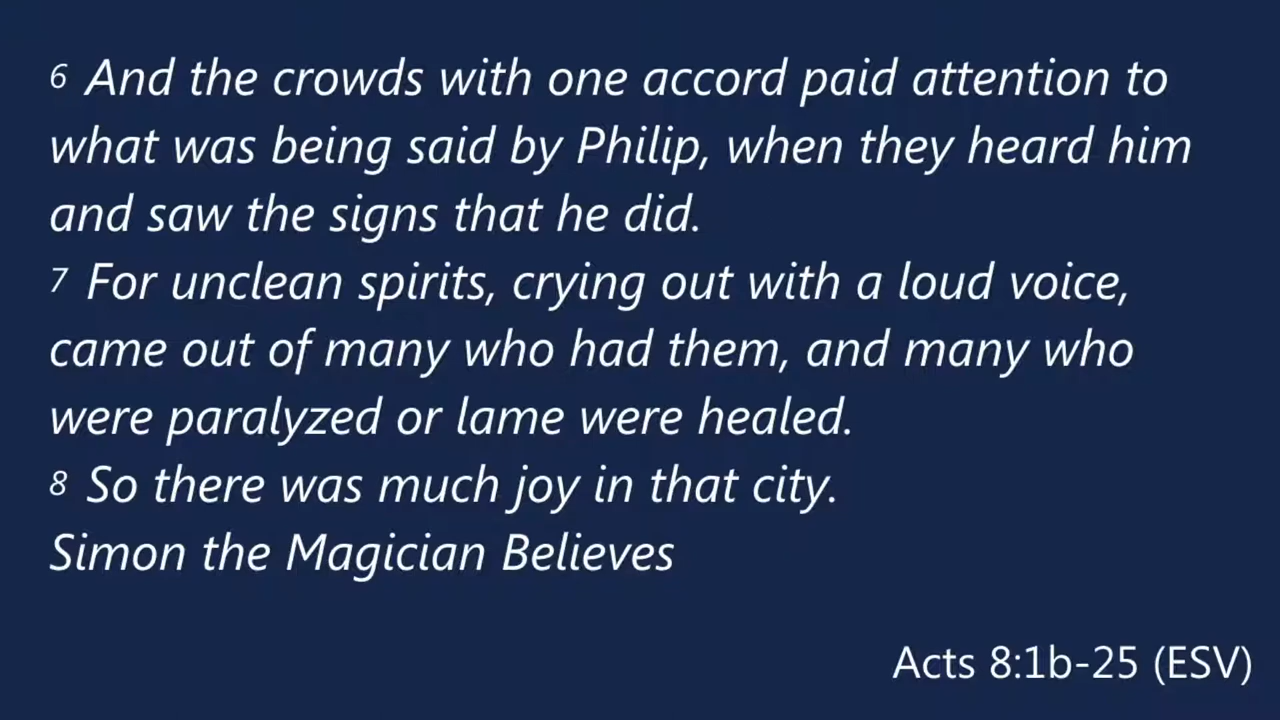 6 And the crowds with one accord paid attention to
what was being said by Philip, when they heard him
and saw the signs that he did.
7 For unclean spirits, crying out with a loud voice,
came out of many who had them, and many who
were paralyzed or lame were healed.
8 So there was much joy in that city.
Simon the Magician Believes
Acts 8:1b-25 (ESV)